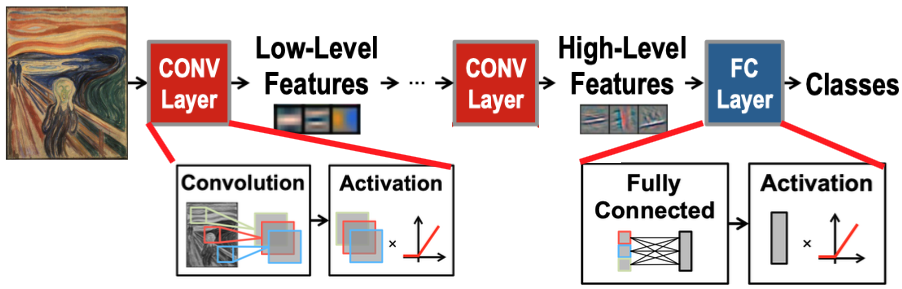 CONV
Layer
Low-Level
Features
...
CONV
Layer
High-Level
Features
FC
Layer
Classes
Convolution
Activation
×
Fully
Connected
Activation
×